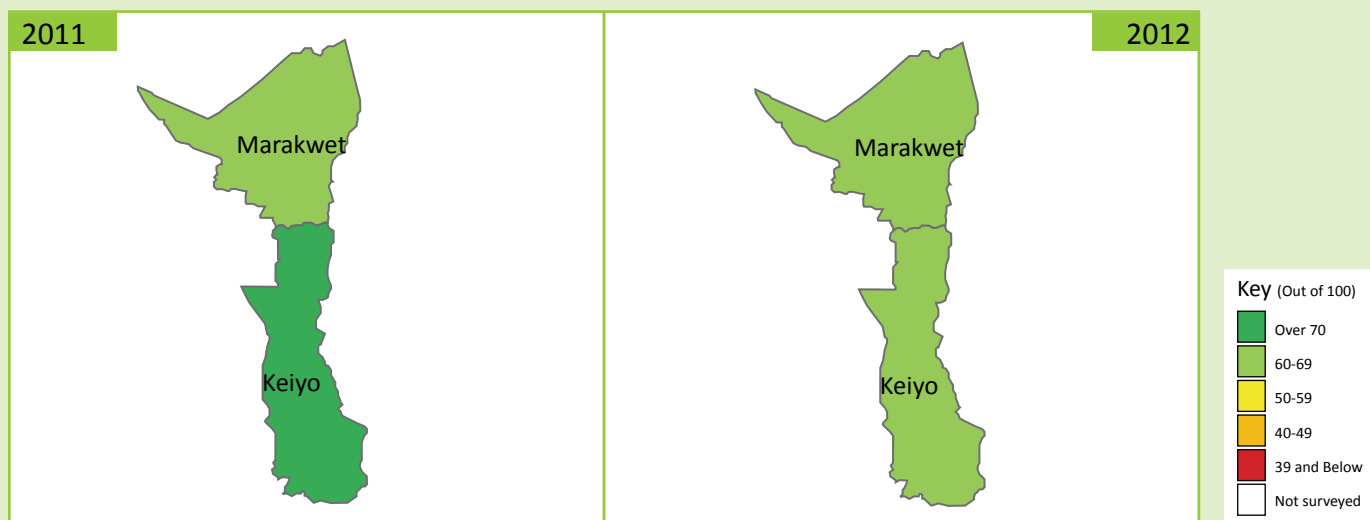 2011
2012
Marakwet
Keiyo
Marakwet
Keiyo
Key (Out of 100)
Over 70
60-69
50-59
40-49
39 and Below
Not surveyed